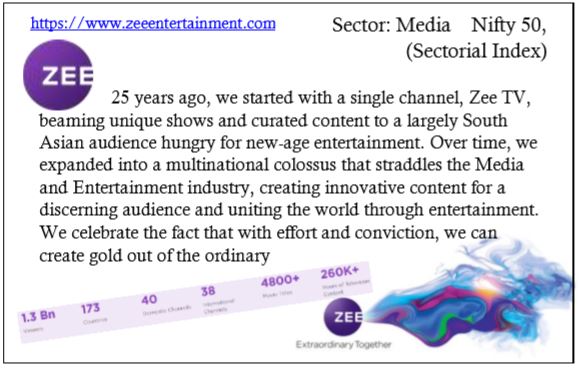 https://www.zeeentertainment.com
Sector: Media Nifty 50,
(Sectorial Index)
ZEE
25 years ago, we started with a single channel, Zee TV,
beaming unique shows and curated content to a largely South
Asian audience hungry for new-age entertainment. Over time, we
expanded into a multinational colossus that straddles the Media
and Entertainment industry, creating innovative content for a
discerning audience and uniting the world through entertainment.
We celebrate the fact that with effort and conviction, we can
create gold out of the ordinary
1.3 Bn 173 40 38 4800+ 260K+
Viewers Countries Domestic Channels International Movie Titles Hours of Television
Channels Content
ZEE
Extraordinary Together